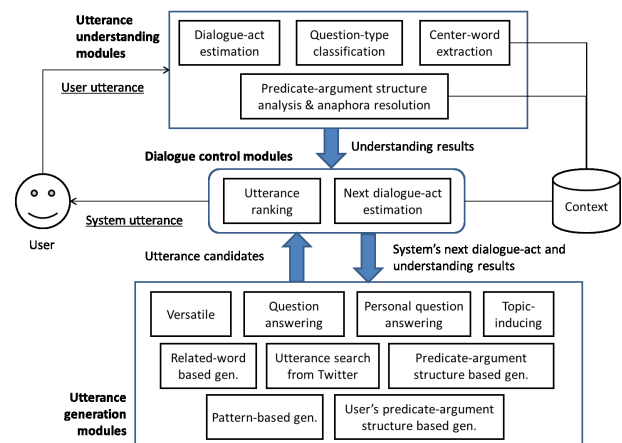 Utterance
understanding
modules
Dialogue-act
estimation
Question-type
classification
Center-word
extraction
Predicate-argument structure
analysis & anaphora resolution
User utterance
Understanding results
Dialogue control modules
Utterance
ranking
Next dialogue-act
estimation
Context
User
System utterance
Utterance candidates
System's next dialogue-act and
understanding results
Versatile
Question
answering
Personal question
answering
Topic-
inducing
Related-word
based gen.
Utterance search
from Twitter
Predicate-argument
structure based gen.
Utterance
generation
modules
Pattern-based gen.
User's predicate-argument
structure based gen.